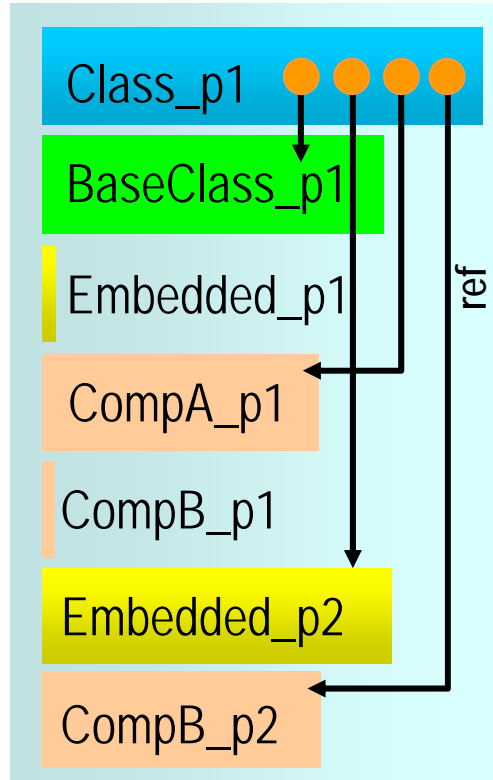 Class_p1
BaseClass_p1
Embedded_p1
ref
CompA_p1
CompB_p1
Embedded_p2
CompB_p2